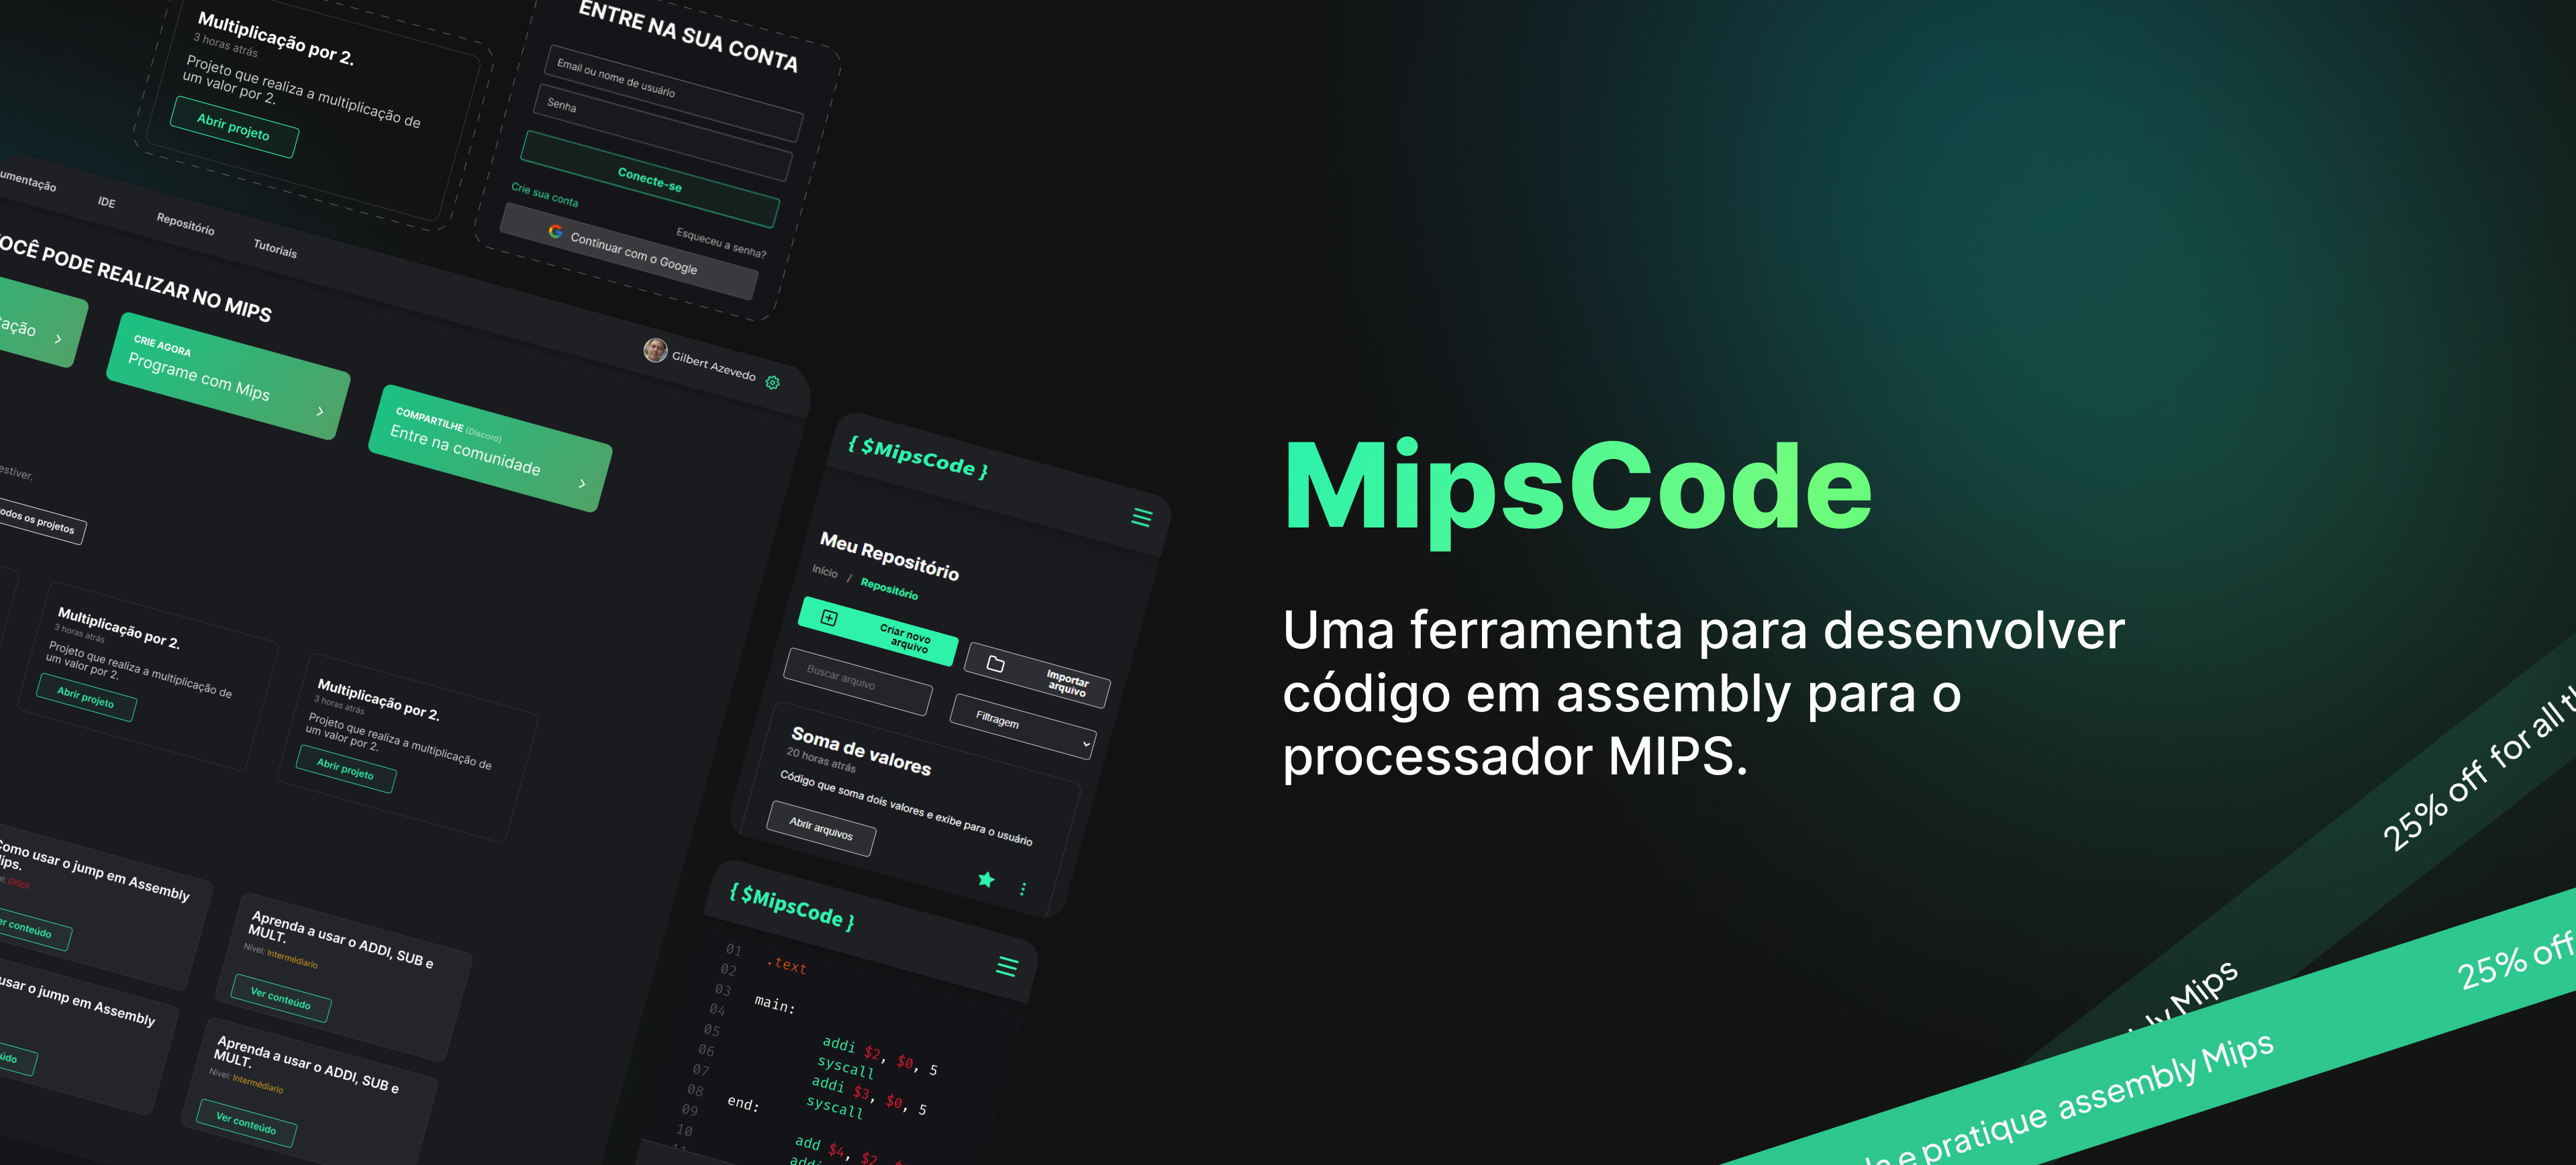 Multiplicação por 2.
3 horas atrás
Projeto que realiza a multiplicação de
um valor por 2.
Abrir projeto
ENTRE NA SUA CONTA
Email ou nome de usuário
Senha
Conecte-se
Crie sua conta
Esqueceu a senha?
Continuar com o Google
IDE
Repositório
Tutoriais
Gilbert Azevedo
PODE REALIZAR NO MIPS
CRIE AGORA
Programe com Mips
COMPARTILHE (Discord)
Entre na comunidade
estiver.
os projetos
Multiplicação por 2.
3 horas atrás
Projeto que realiza a multiplicação de
um valor por 2.
Abrir projeto
Multiplicação por 2.
3 horas atrás
Projeto que realiza a multiplicação de
um valor por 2.
Abrir projeto
Como usar o jump em Assembly
Difícil
conteúdo
Aprenda a usar o ADDI, SUB e
MULT.
Nível: Intermédiario
Ver conteúdo
usar o jump em Assembly
Aprenda a usar o ADDI, SUB e
MULT.
Nível: Intermédiario
Ver conteúdo
{ $MipsCode }
Meu Repositório
Início / Repositório
Criar novo
arquivo
Importar
arquivo
Buscar arquivo
Filtragem
Soma de valores
20 horas atrás
Código que soma dois valores e exibe para o usuário
Abrir arquivos
{ $MipsCode }
01
02 .text
03
04 main:
05
06 addi $2, $0, 5
07 syscall
08 addi $3, $0, 5
09 end: syscall
10
add $4, $2,
MipsCode
Uma ferramenta para desenvolver
código em assembly para o
processador MIPS.
25% off for all
Mips
25% off
e pratique assembly Mips